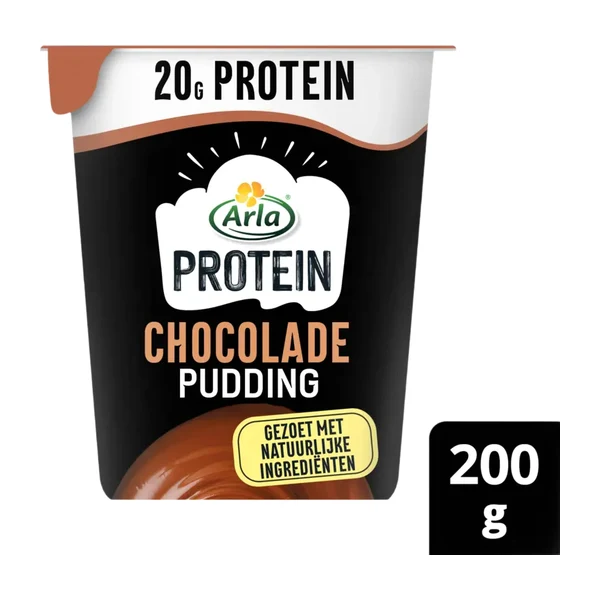 20G PROTEIN
Arla®
PROTEIN
CHOCOLADE
PUDDING
GEZOET MET
NATUURLIJKE
INGREDIËNTEN
200
g